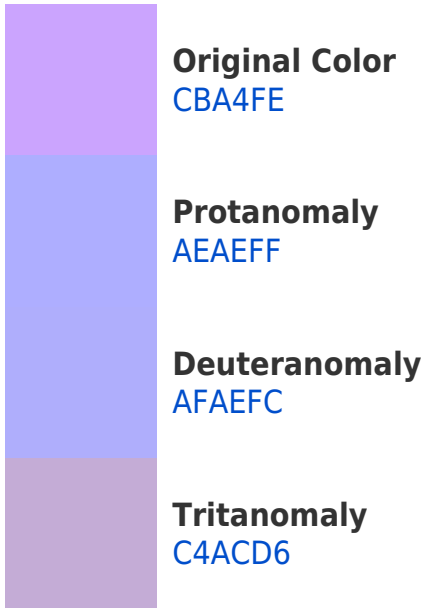 Original Color
CBA4FE
Protanomaly
AEAEFF
Deuteranomaly
AFAEFC
Tritanomaly
C4ACD6